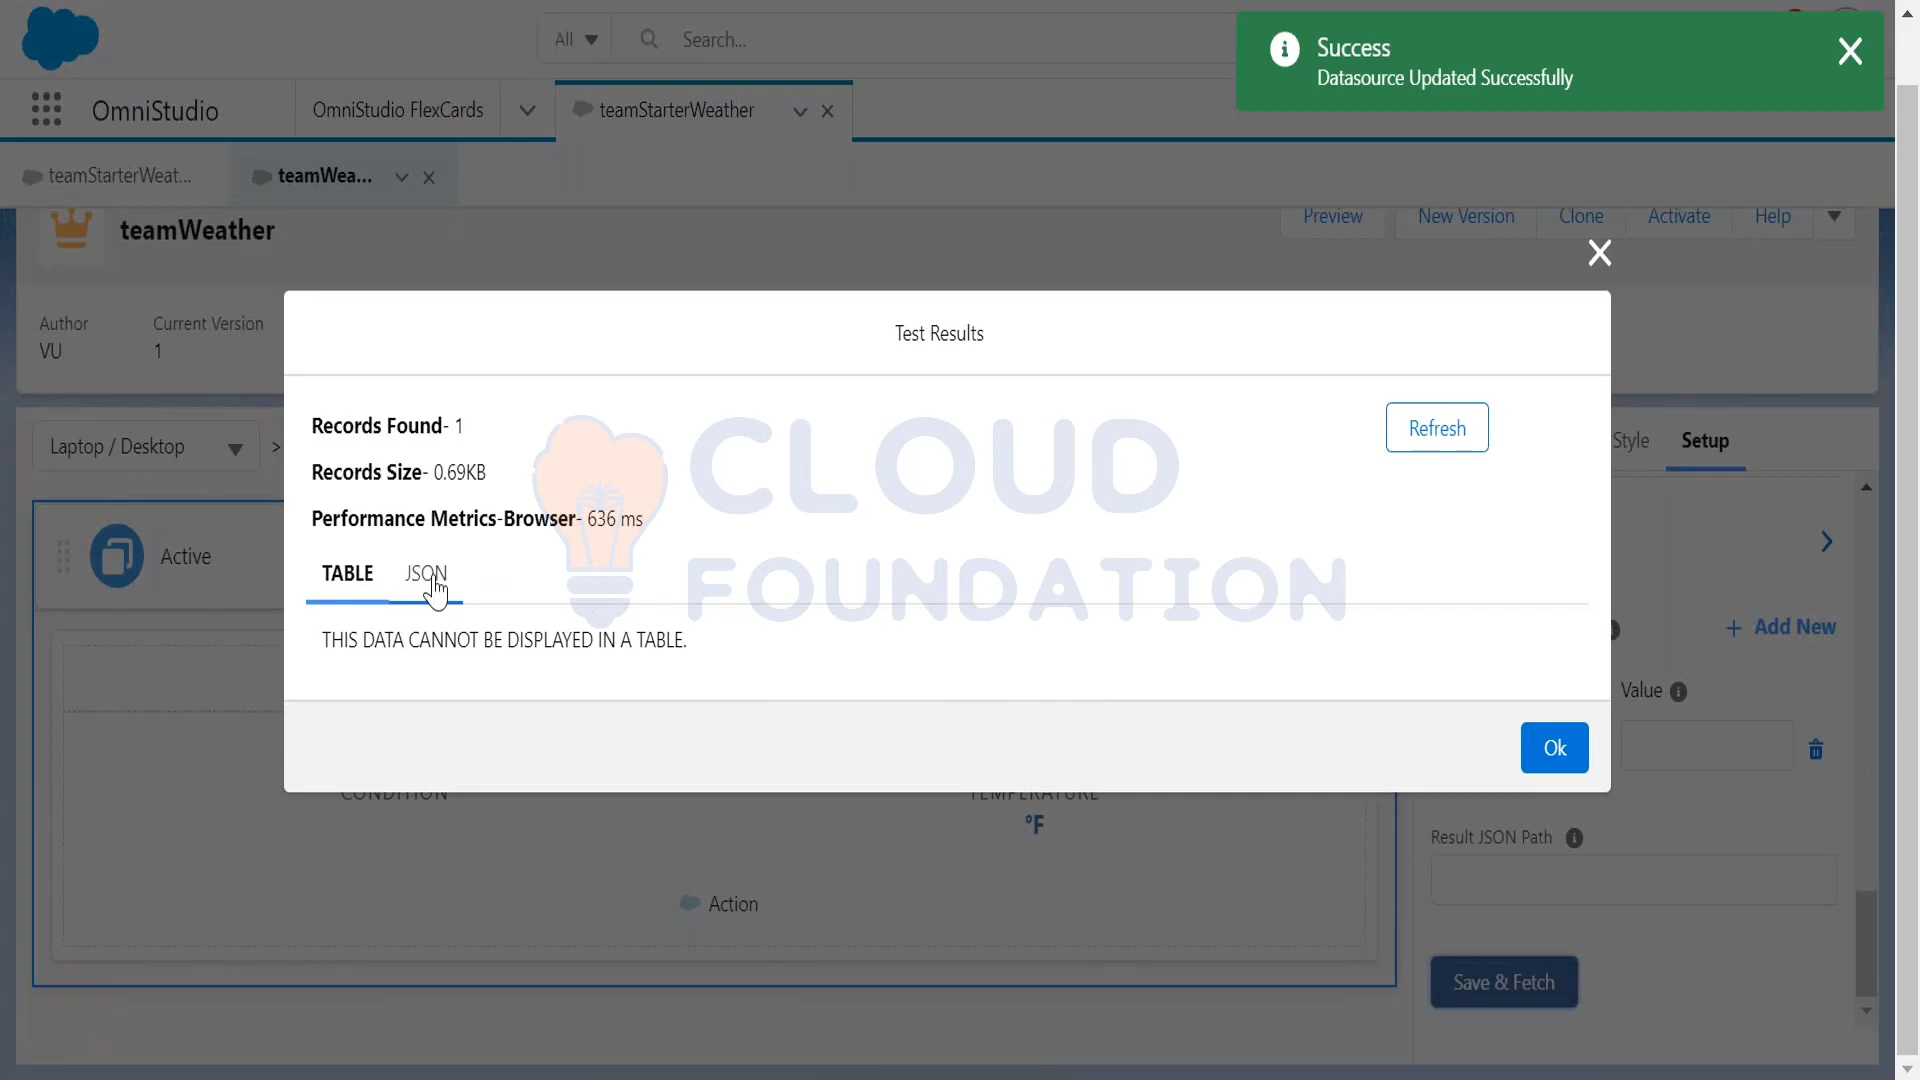 All
Search...
Success
Datasource Updated Successfully
OmniStudio
OmniStudio FlexCards
teamStarterWeather
teamStarterWeat...
teamWea...
teamWeather
Preview
New Version
Clone
Activate
Help
Author
VU
Current Version
1
Test Results
Records Found- 1
Refresh
Records Size- 0.69KB
Performance Metrics-Browser- 636 ms
CLOUD
FOUNDATION
TABLE
JSON
THIS DATA CANNOT BE DISPLAYED IN A TABLE.
Ok
Laptop / Desktop
>
Style
Setup
Active
+ Add New
Value
CONDITION
TEMPERATURE
°F
Action
Result JSON Path
Save & Fetch